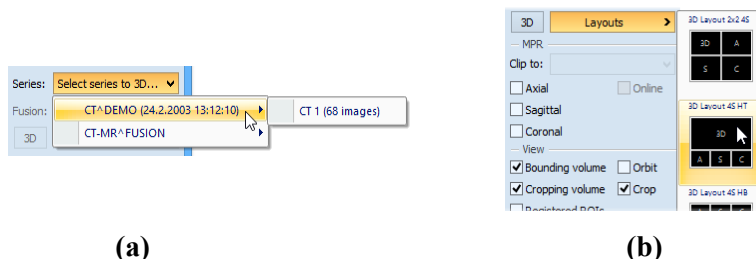 Series: Select series to 3D...
Fusion: CT^DEMO (24.2.2003 13:12:10) CT 1 (68 images)
3D CT-MR^FUSION
(a)
3D Layouts
MPR
Clip to:
Axial Online
Sagittal
Coronal
View
Bounding volume Orbit
Cropping volume Crop
Registered ROIs
3D Layout 2x2 4S
3D A
S C
3D Layout 4S HT
3D
A S C
3D Layout 4S HB
(b)